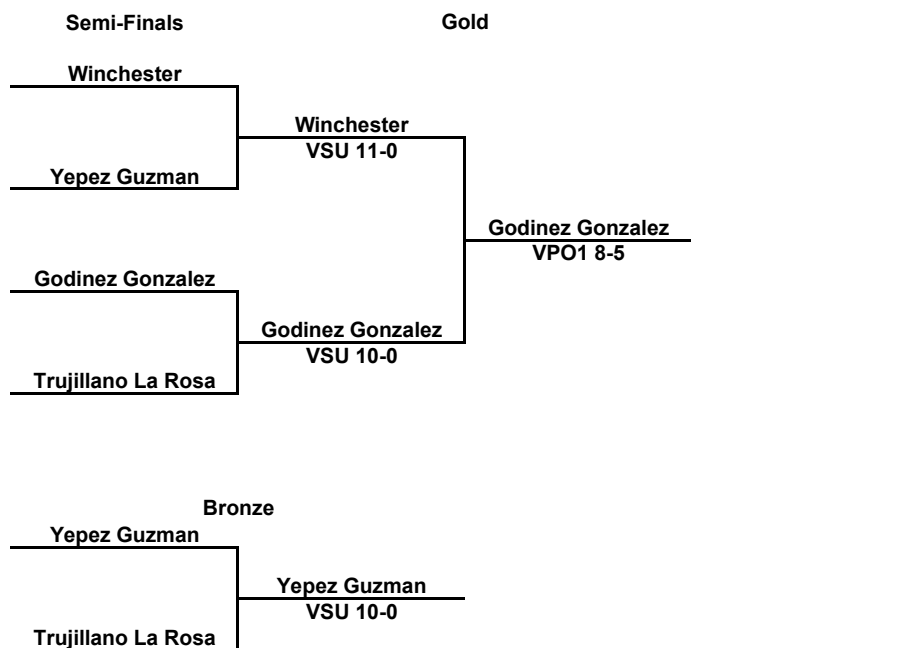 Semi-Finals Gold
Winchester
Winchester
VSU 11-0
Yepez Guzman
Godinez Gonzalez
VPO1 8-5
Godinez Gonzalez
Godinez Gonzalez
VSU 10-0
Trujillano La Rosa
Bronze
Yepez Guzman
Yepez Guzman
VSU 10-0
Trujillano La Rosa